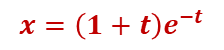 x = (1 + t)e⁻ᵗ